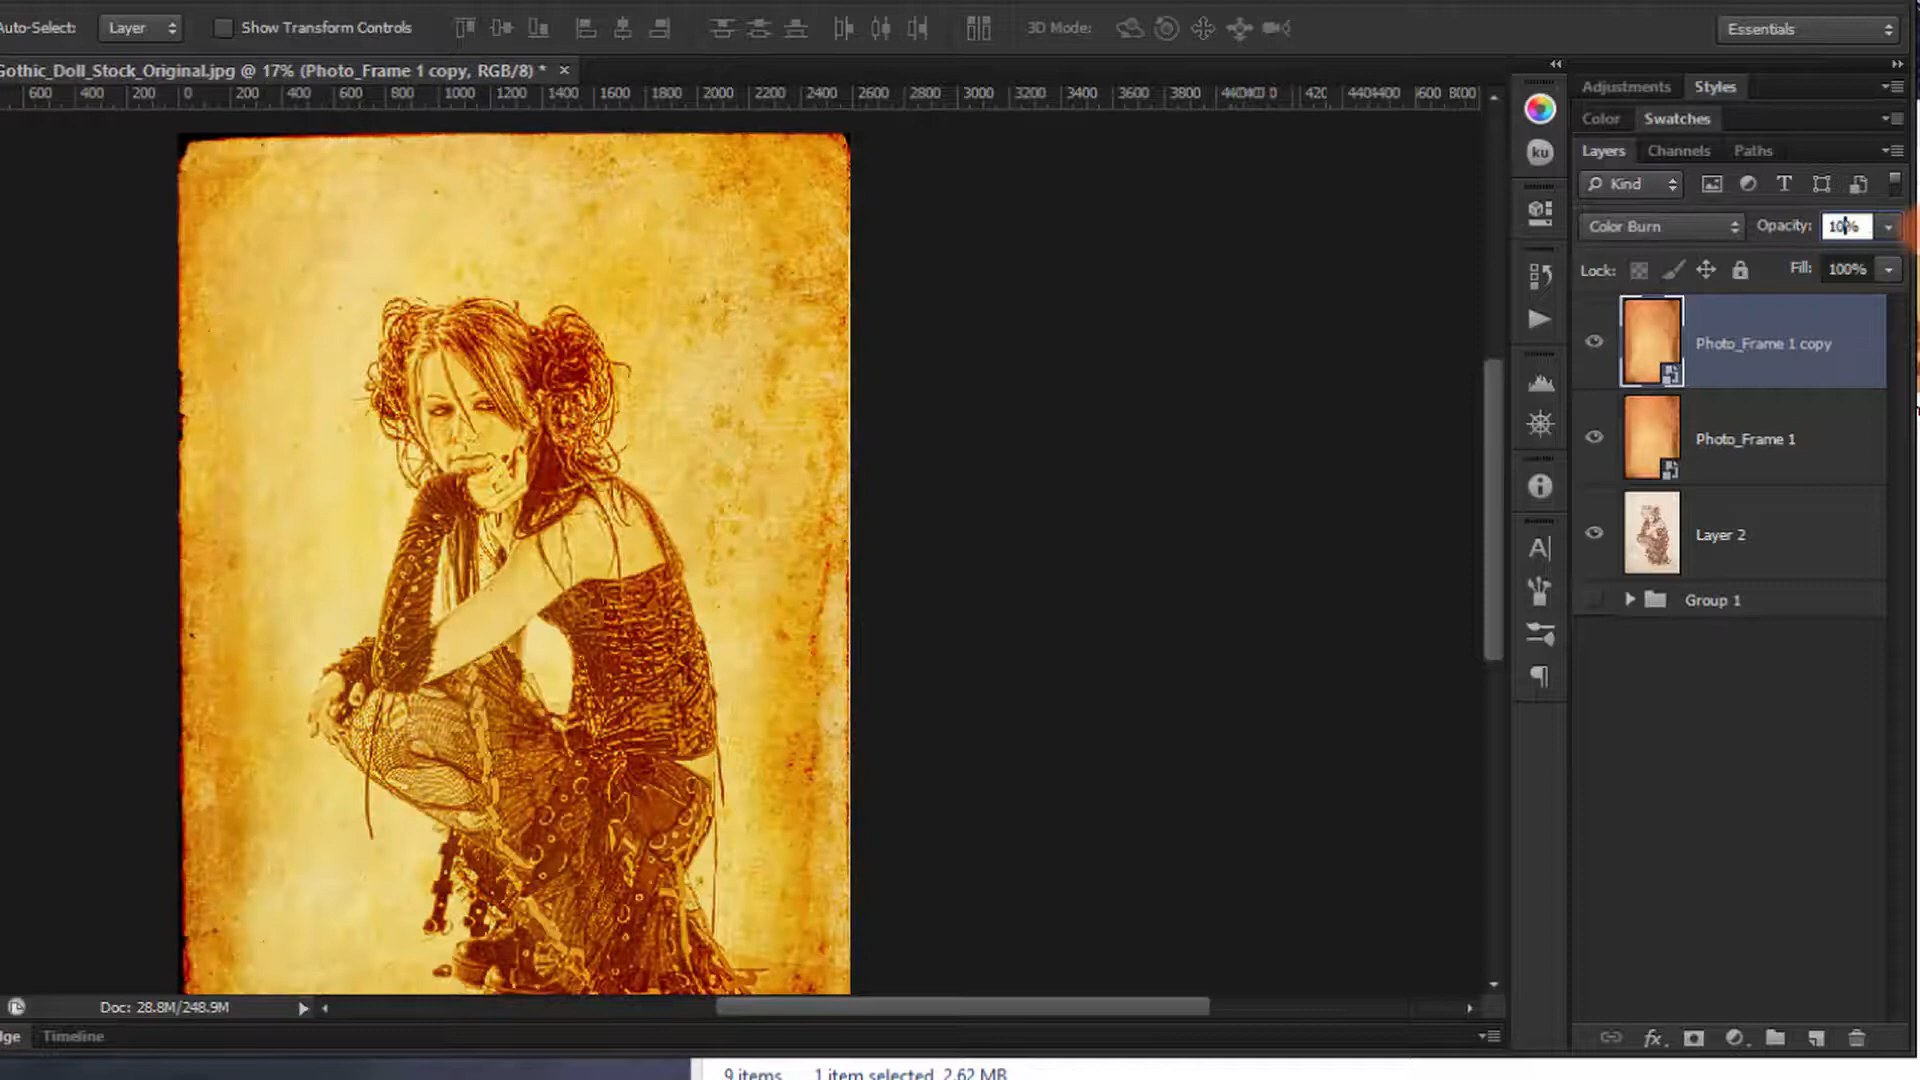 Auto-Select: Layer Show Transform Controls 3D Mode: Essentials
Gothic_Doll_Stock_Original.jpg @ 17% (Photo_Frame 1 copy, RGB/8) * ×
600 400 200 0 200 400 600 800 1000 1200 1400 1600 1800 2000 2200 2400 2600 2800 3000 3200 3400 3600 3800
Adjustments Styles
Color Swatches
Layers Channels Paths
Kind
Color Burn Opacity: 10%
Lock: Fill: 100%
ku
Photo_Frame 1 copy
Photo_Frame 1
Layer 2
Group 1
Doc: 28.8M/248.9M
Timeline
9 items 1 item selected 2.62 MB